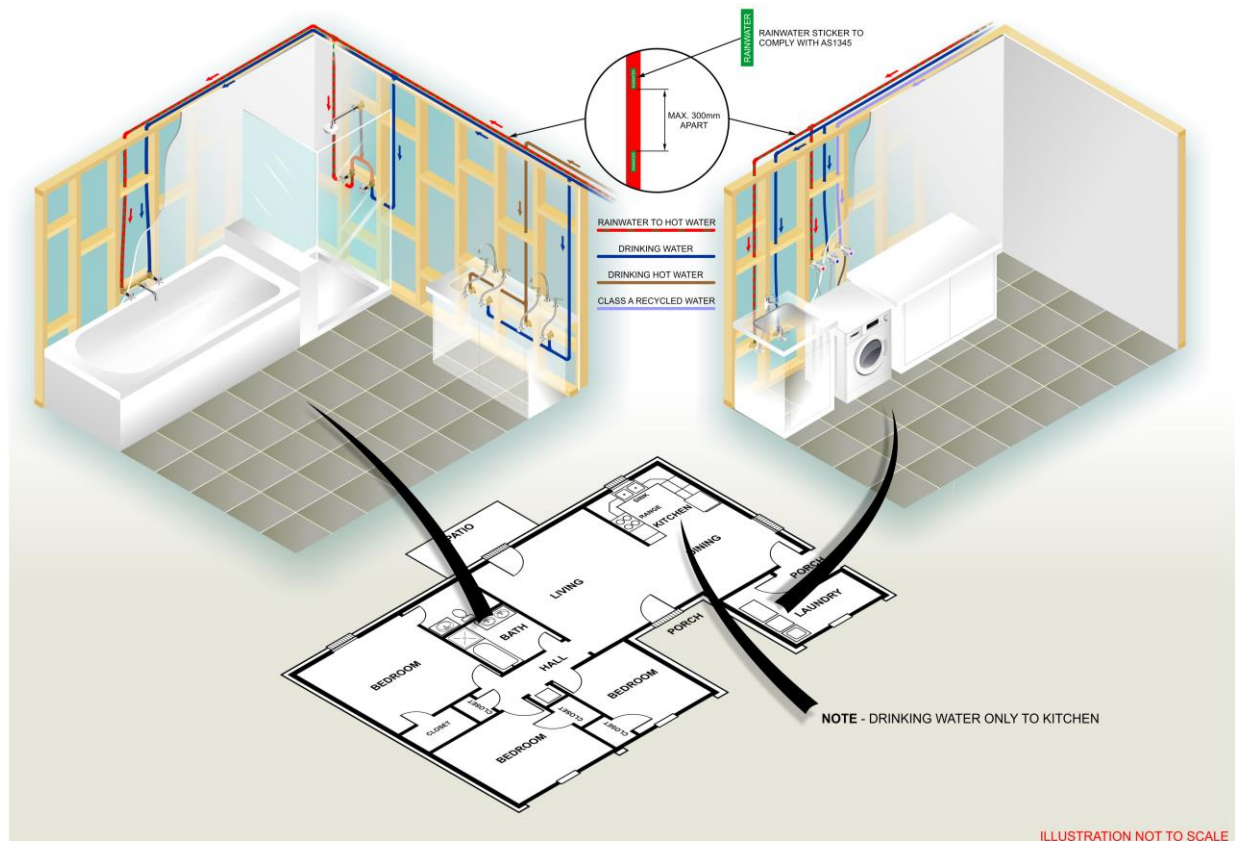 RAINWATER
RAINWATER STICKER TO
COMPLY WITH AS1345
MAX. 300mm
APART
RAINWATER TO HOT WATER
DRINKING WATER
DRINKING HOT WATER
CLASS A RECYCLED WATER
SINK
RANGE
KITCHEN
PATIO
DINING
PORCH
LIVING
LAUNDRY
PORCH
BATH
HALL
BEDROOM
BEDROOM
CLOSET
CLOSET
CLOSET
CLOSET
BEDROOM
NOTE - DRINKING WATER ONLY TO KITCHEN
ILLUSTRATION NOT TO SCALE